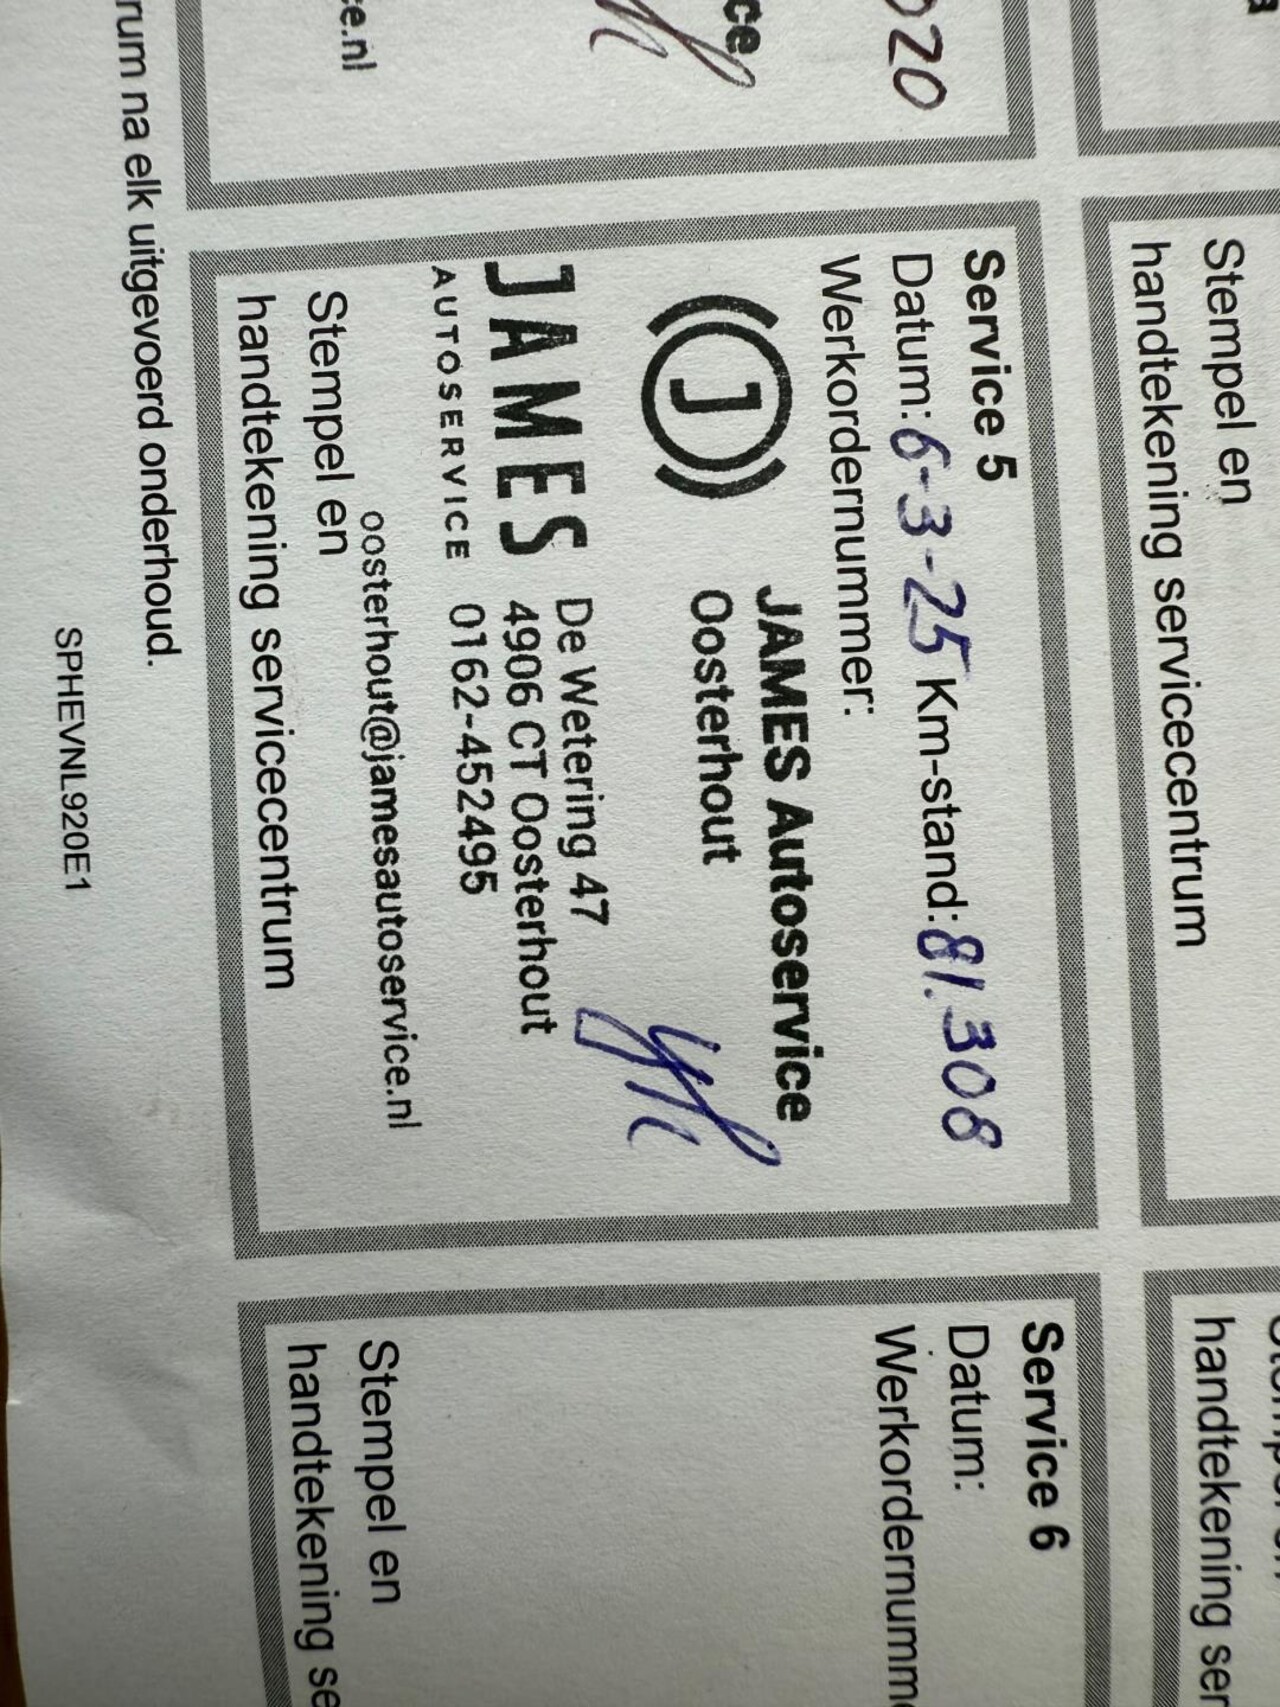 020
ce
ce.nl
rum na elk uitgevoerd onderhoud.
Stempel en
handtekening servicecentrum
Service 5
Datum: 6-3-25 Km-stand: 81.308
Werkordernummer:
JAMES Autoservice
Oosterhout
J
JAMES
AUTOSERVICE
De Wetering 47
4906 CT Oosterhout
0162-452495
oosterhout@jamesautoservice.nl
Stempel en
handtekening servicecentrum
SPHEVNL920E1
handtekening ser
Service 6
Datum:
Werkordernumm
Stempel en
handtekening se